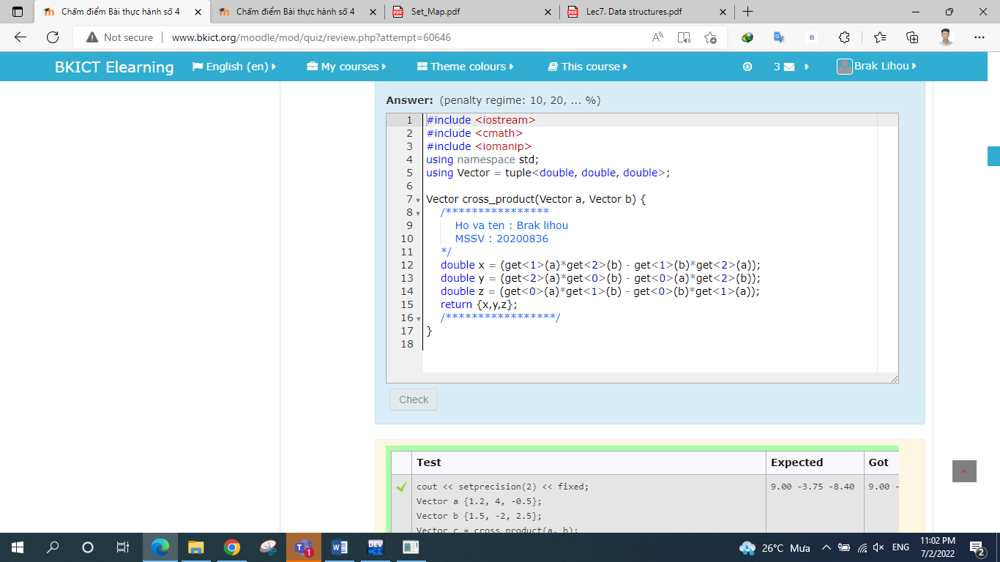 Chấm điểm Bài thực hành số 4
Chấm điểm Bài thực hành số 4
Set_Map.pdf
Lec7. Data structures.pdf
Not secure
www.bkict.org/moodle/mod/quiz/review.php?attempt=60646
BKICT Elearning
English (en)
My courses
Theme colours
This course
3
Brak Lihou
Answer: (penalty regime: 10, 20, ... %)
1 #include <iostream>
2 #include <cmath>
3 #include <iomanip>
4 using namespace std;
5 using Vector = tuple<double, double, double>;
6
7 Vector cross_product(Vector a, Vector b) {
8 /****************
9 Ho va ten : Brak lihou
10 MSSV : 20200836
11 */
12 double x = (get<1>(a)*get<2>(b) - get<1>(b)*get<2>(a));
13 double y = (get<2>(a)*get<0>(b) - get<0>(a)*get<2>(b));
14 double z = (get<0>(a)*get<1>(b) - get<0>(b)*get<1>(a));
15 return {x,y,z};
16 /*****************/
17 }
18
Check
Test Expected Got
cout << setprecision(2) << fixed; 9.00 -3.75 -8.40 9.00 -
Vector a {1.2, 4, -0.5};
Vector b {1.5, -2, 2.5};
Vector c = cross_product(a, b);
26°C Mưa
ENG
11:02 PM
7/2/2022
2
1
DEV